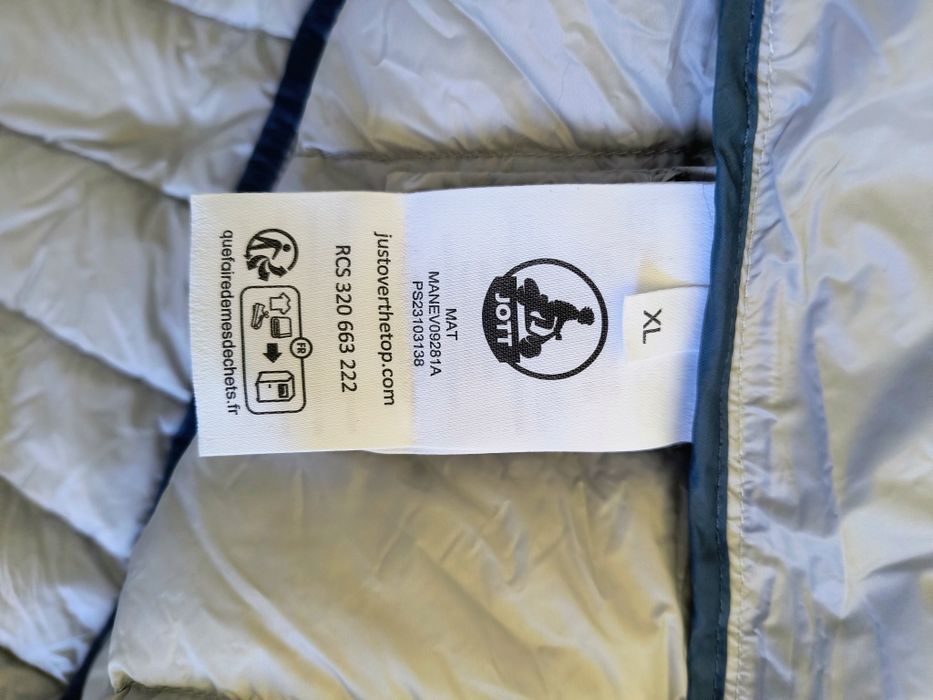 XL
JOTT
MAT
MANEV09281A
PS23103138
justoverthetop.com
RCS 320 663 222
FR
quefairedemesdechets.fr